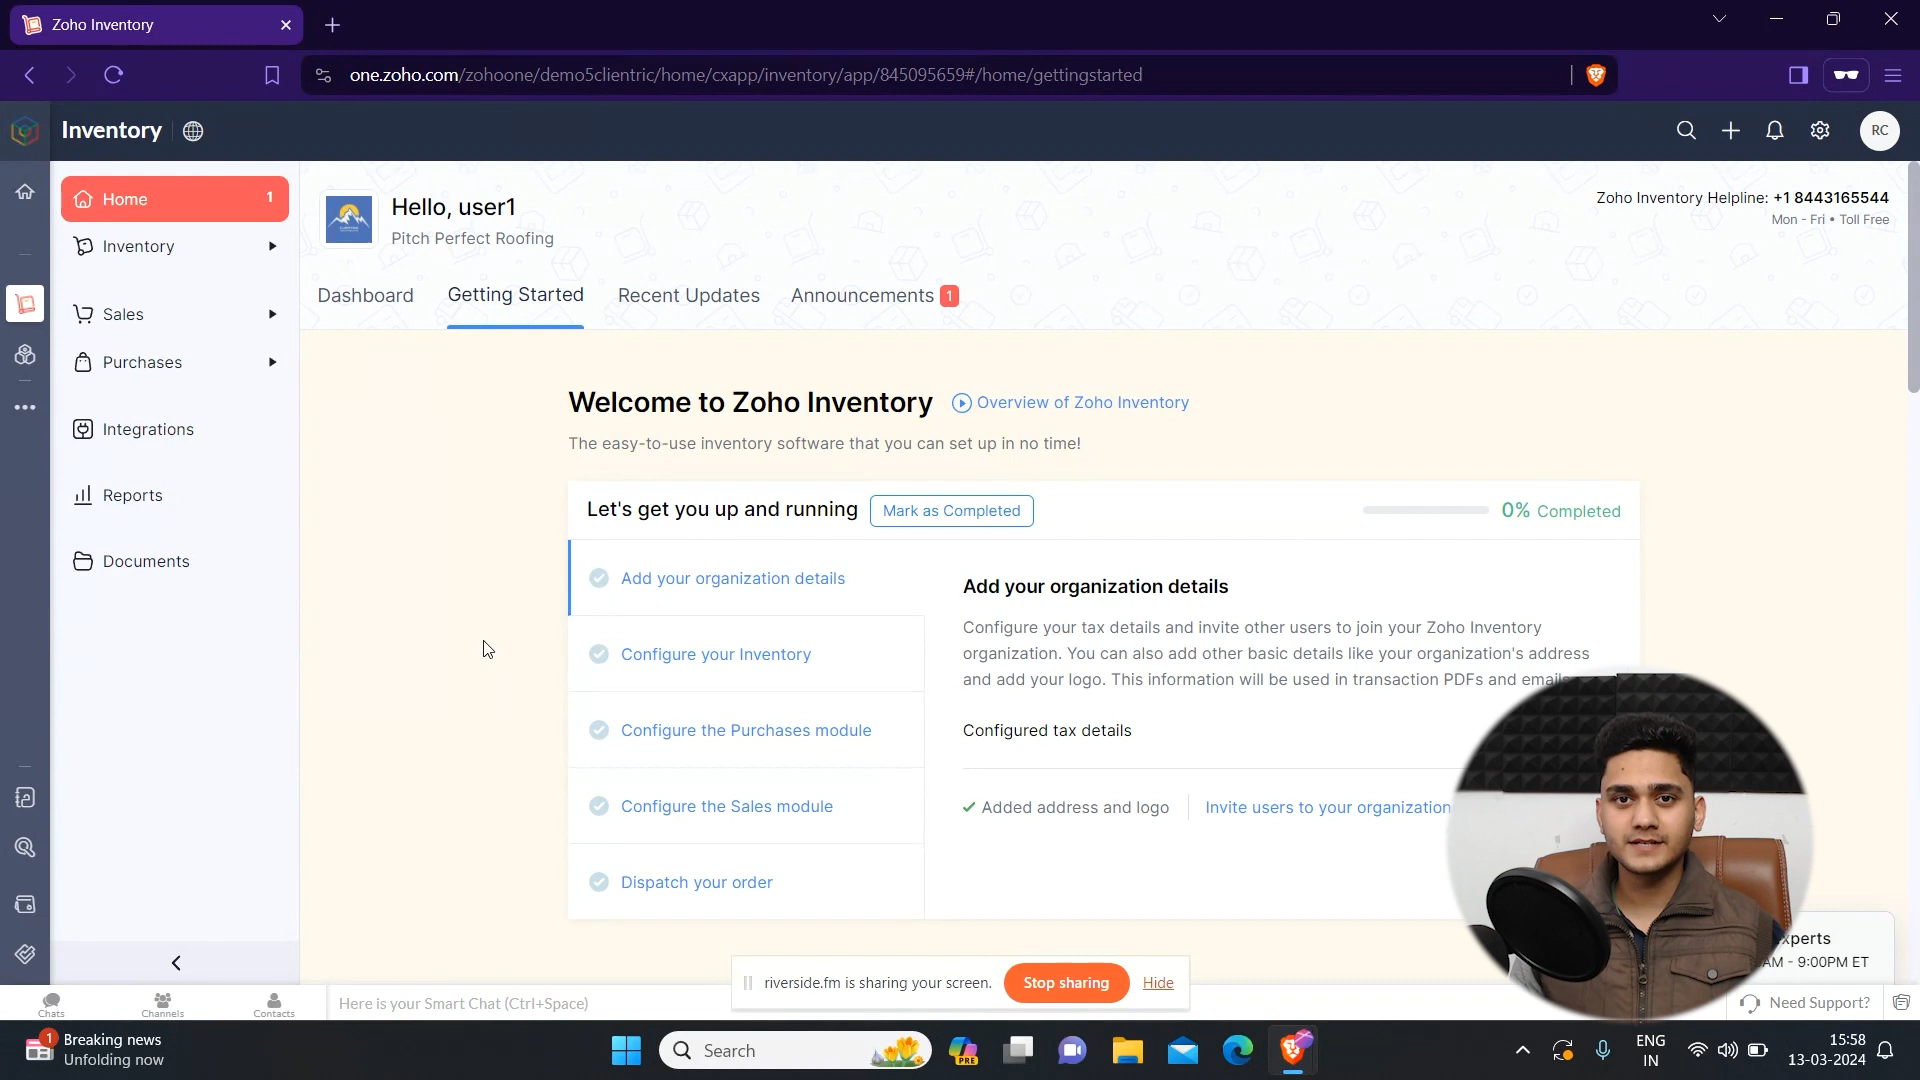 Zoho Inventory
one.zoho.com/zohoone/demo5clientric/home/cxapp/inventory/app/845095659#/home/gettingstarted
Inventory
RC
Home 1
Inventory
Sales
Purchases
Integrations
Reports
Documents
Hello, user1
Pitch Perfect Roofing
Zoho Inventory Helpline: +1 8443165544
Mon - Fri • Toll Free
Dashboard Getting Started Recent Updates Announcements 1
Welcome to Zoho Inventory Overview of Zoho Inventory
The easy-to-use inventory software that you can set up in no time!
Let's get you up and running Mark as Completed 0% Completed
Add your organization details
Configure your Inventory
Configure the Purchases module
Configure the Sales module
Dispatch your order
Add your organization details
Configure your tax details and invite other users to join your Zoho Inventory
organization. You can also add other basic details like your organization's address
and add your logo. This information will be used in transaction PDFs and emails
Configured tax details
Added address and logo Invite users to your organization
xperts
AM - 9:00PM ET
riverside.fm is sharing your screen. Stop sharing Hide
Chats Channels Contacts Here is your Smart Chat (Ctrl+Space) Need Support?
1 Breaking news
Unfolding now
Search
PRE
ENG
IN
15:58
13-03-2024